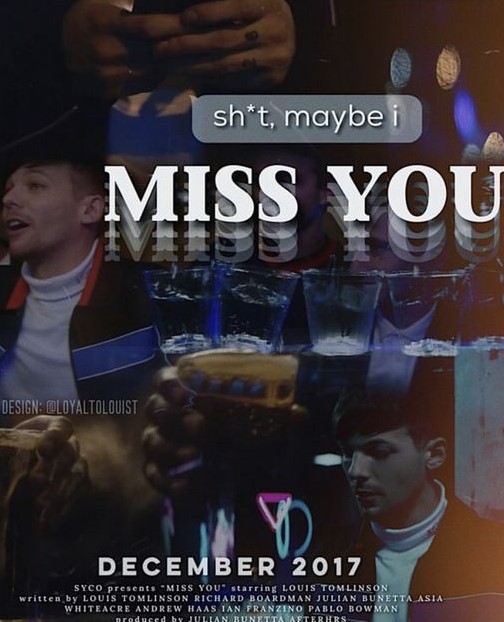 sh*t, maybe i
MISS YOU
DESIGN: @LOYALTOLOUIST
DECEMBER 2017
SYCO presents "MISS YOU" starring LOUIS TOMLINSON
written by LOUIS TOMLINSON RICHARD BOARDMAN JULIAN BUNETTA ASIA
WHITEACRE ANDREW HAAS IAN FRANZINO PABLO BOWMAN
produced by JULIAN BUNETTA AFTERHRS